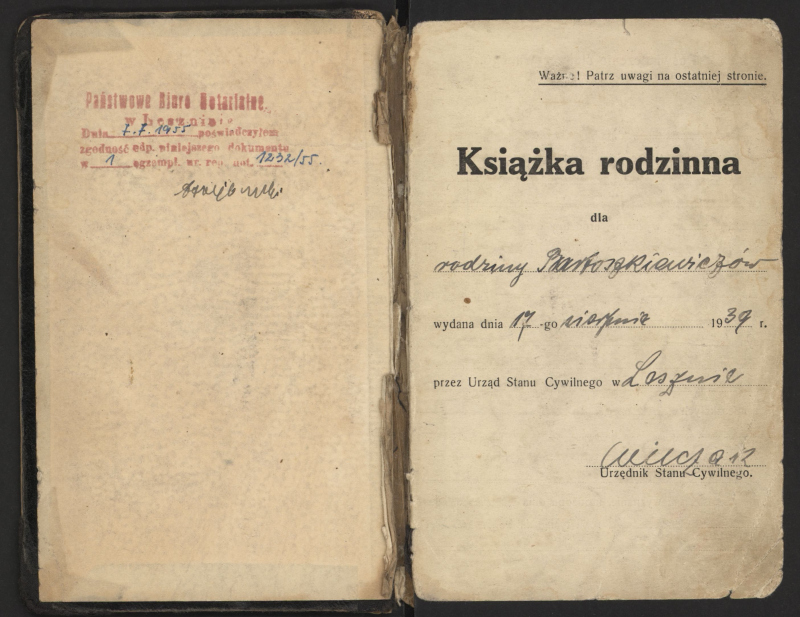 Państwowe Biuro Notarialne
w Lesznie
Dnia 7.V.1955 poświadczyłem
zgodność odp. niniejszego dokumentu
w 1 egzempl. nr. rep. not. 1232/55.
Ważne! Patrz uwagi na ostatniej stronie.
Książka rodzinna
dla
rodziny Bartoszkiewiczów
wydana dnia 17-go sierpnia 1939 r.
przez Urząd Stanu Cywilnego w Lesznie
Urzędnik Stanu Cywilnego.